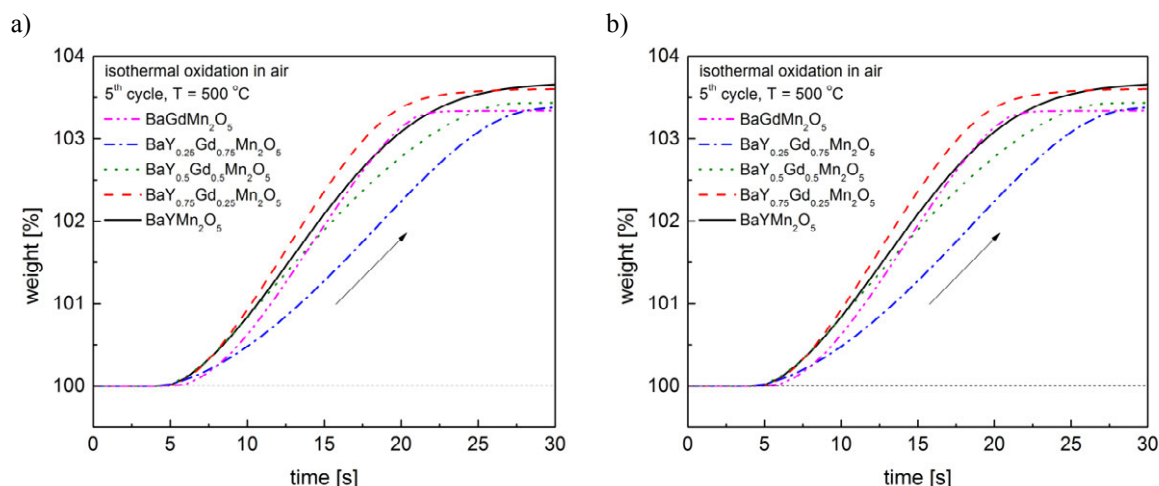 a)
104
103
102
101
100
weight [%]
isothermal oxidation in air
5th cycle, T = 500 °C
BaGdMn2O5
BaY0.25Gd0.75Mn2O5
BaY0.5Gd0.5Mn2O5
BaY0.75Gd0.25Mn2O5
BaYMn2O5
0 5 10 15 20 25 30
time [s]
b)
104
103
102
101
100
weight [%]
isothermal oxidation in air
5th cycle, T = 500 °C
BaGdMn2O5
BaY0.25Gd0.75Mn2O5
BaY0.5Gd0.5Mn2O5
BaY0.75Gd0.25Mn2O5
BaYMn2O5
0 5 10 15 20 25 30
time [s]